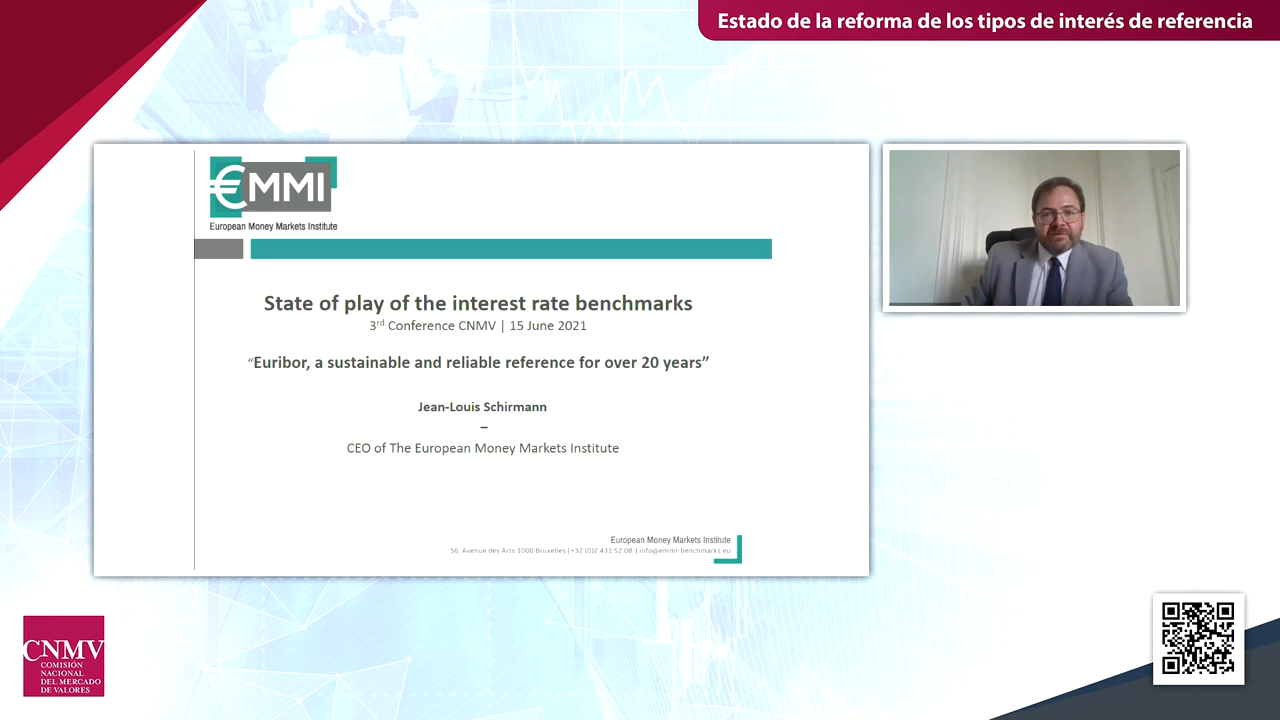 Estado de la reforma de los tipos de interés de referencia
€MMI
European Money Markets Institute
State of play of the interest rate benchmarks
3rd Conference CNMV | 15 June 2021
“Euribor, a sustainable and reliable reference for over 20 years”
Jean-Louis Schirmann
–
CEO of The European Money Markets Institute
European Money Markets Institute
56, Avenue des Arts 1000 Bruxelles | +32 (0)2 431 52 08 | info@emmi-benchmarks.eu
CNMV
COMISIÓN
NACIONAL
DEL MERCADO
DE VALORES